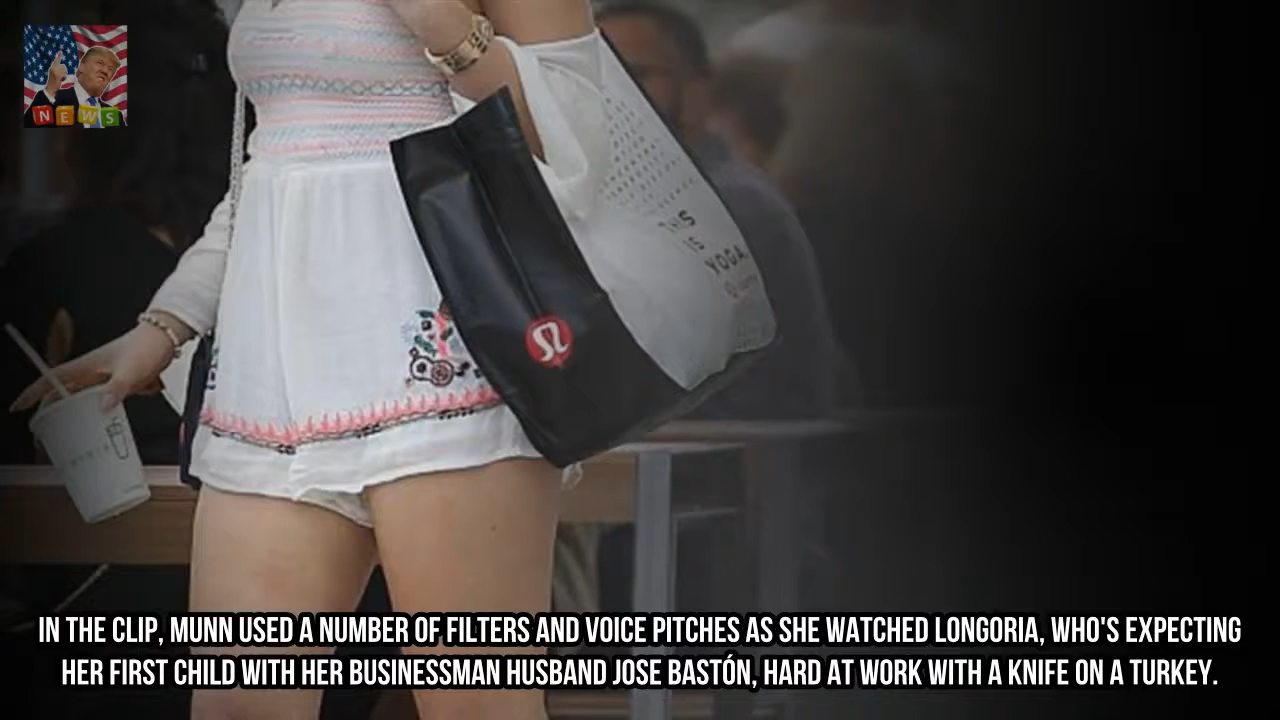 NEWS
THIS
IS
YOGA
IN THE CLIP, MUNN USED A NUMBER OF FILTERS AND VOICE PITCHES AS SHE WATCHED LONGORIA, WHO'S EXPECTING
HER FIRST CHILD WITH HER BUSINESSMAN HUSBAND JOSE BASTÓN, HARD AT WORK WITH A KNIFE ON A TURKEY.